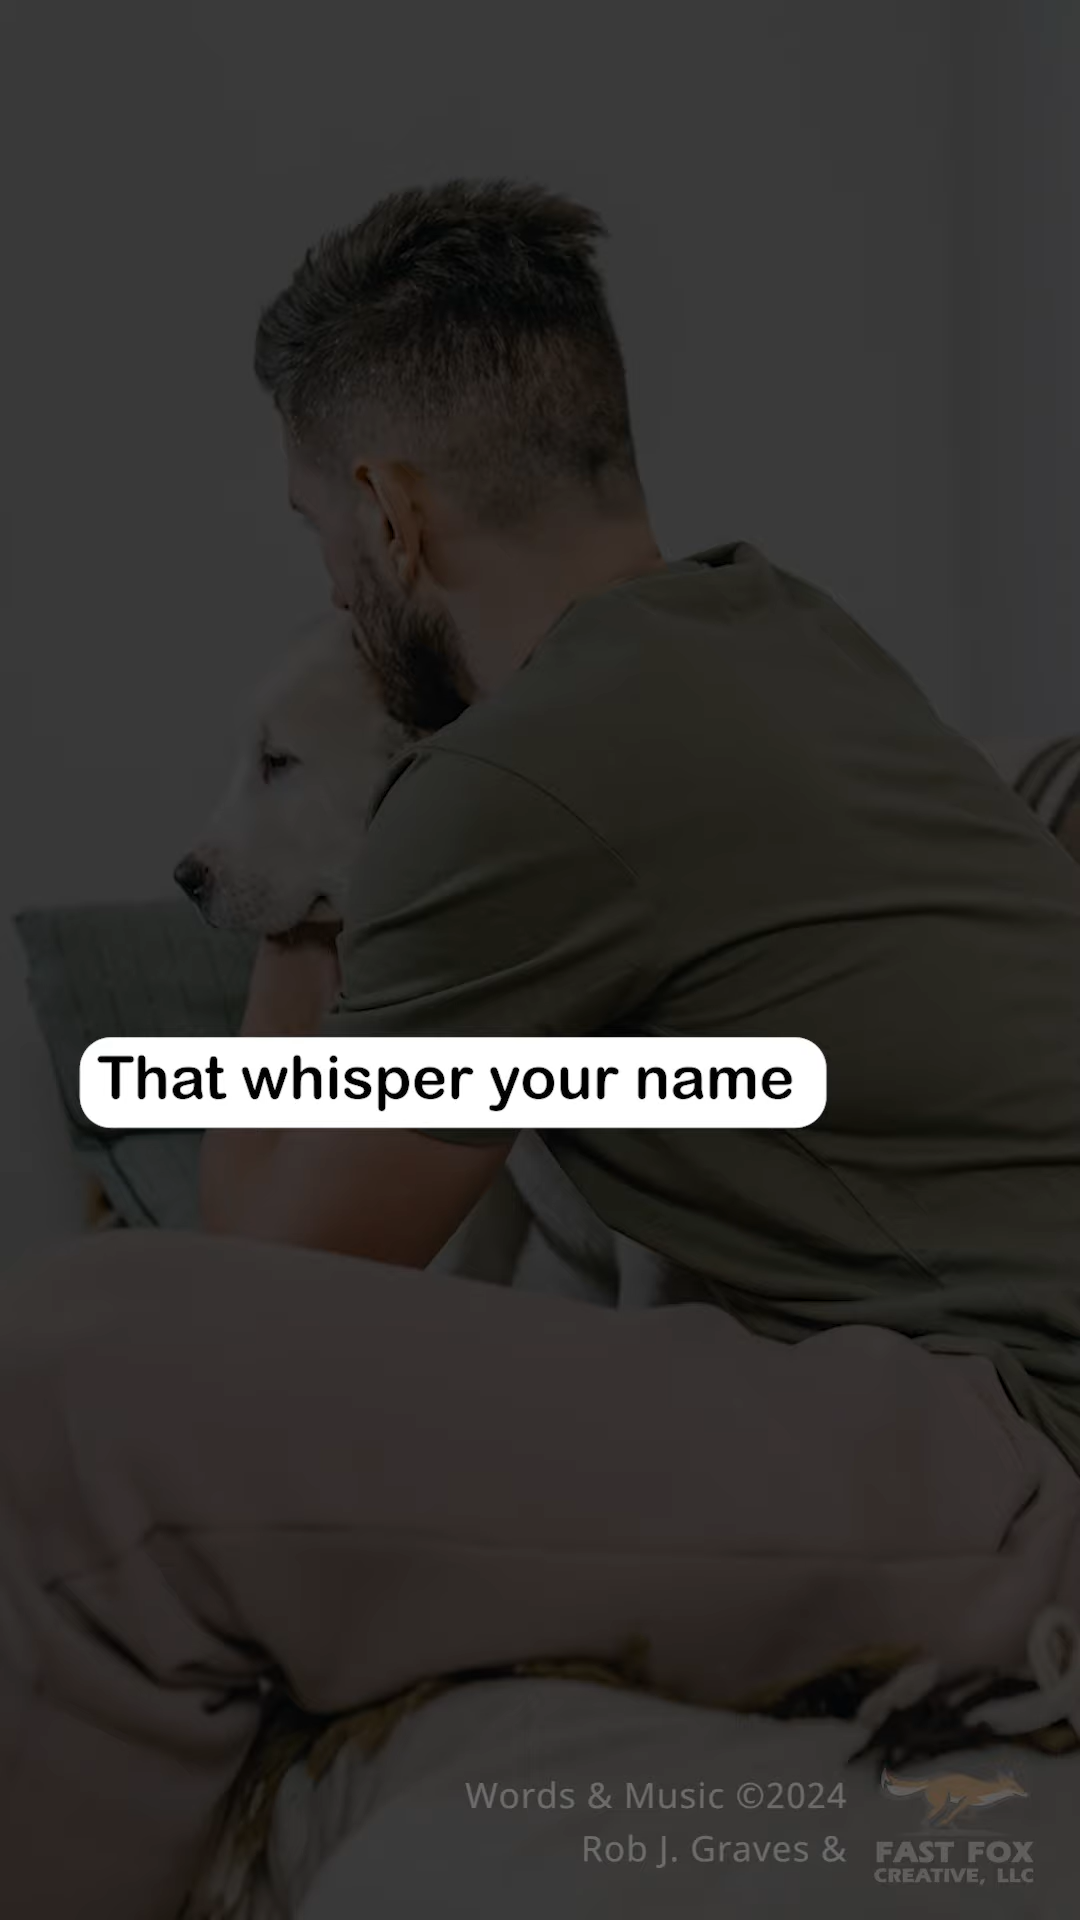 That whisper your name
Words & Music ©2024
Rob J. Graves &
FAST FOX
CREATIVE, LLC